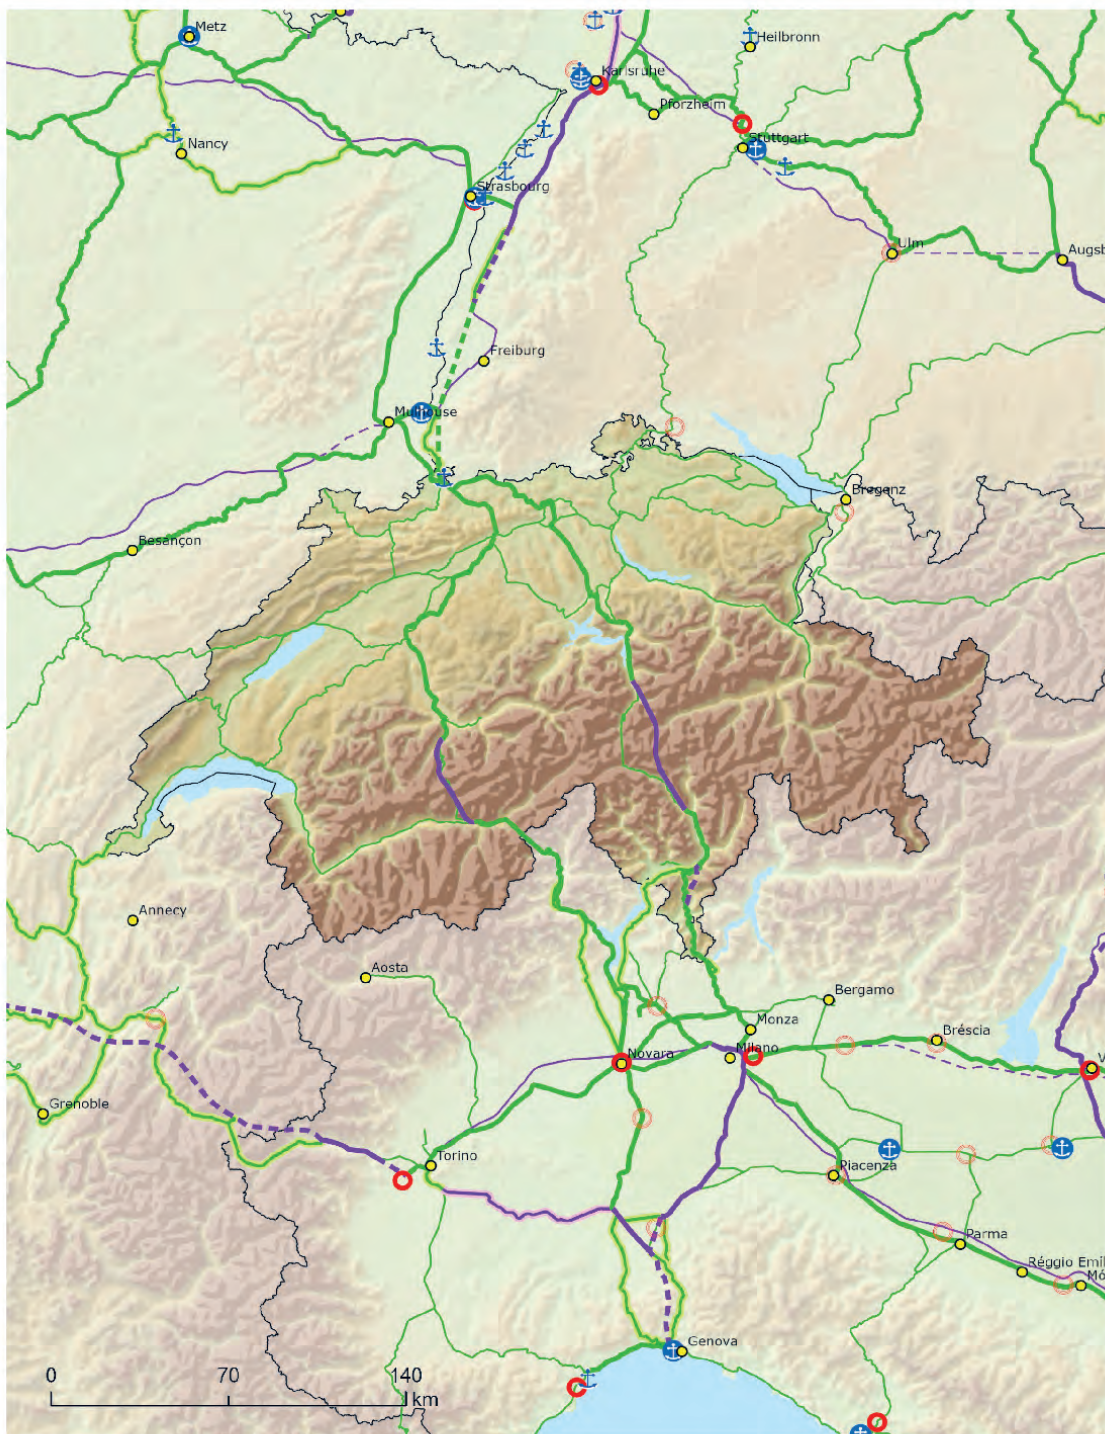 Metz
Karlsruhe
Heilbronn
Pforzheim
Nancy
Stuttgart
Strasbourg
Ulm
Augsb
Freiburg
Mulhouse
Bregenz
Besançon
Annecy
Aosta
Bergamo
Monza
Bréscia
Novara
Milano
V
Grenoble
Torino
Piacenza
Parma
Réggio Emil
Mó
Genova
0 70 140
km